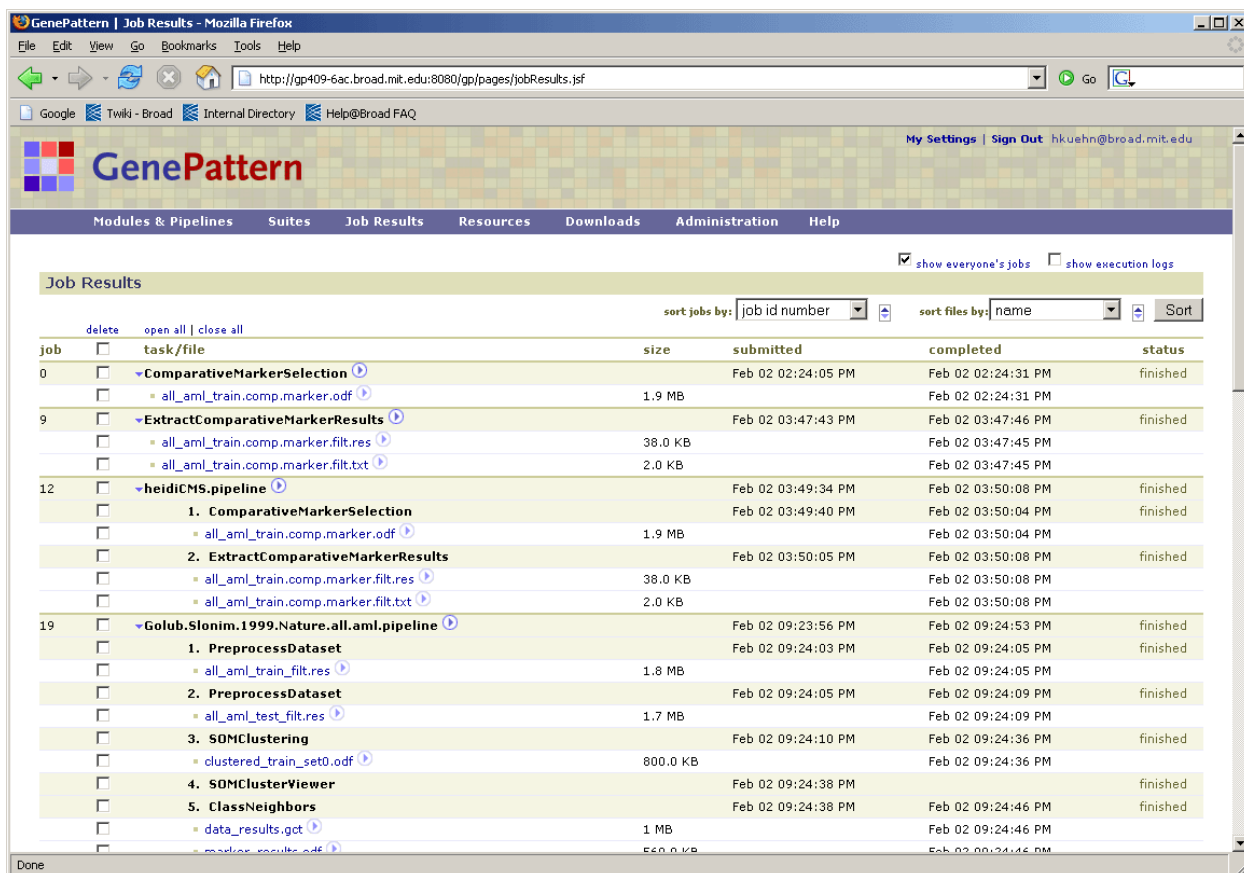 GenePattern | Job Results - Mozilla Firefox
File Edit View Go Bookmarks Tools Help
http://gp409-6ac.broad.mit.edu:8080/gp/pages/jobResults.jsf Go G
Google Twiki - Broad Internal Directory Help@Broad FAQ
My Settings | Sign Out hkuehn@broad.mit.edu
GenePattern
Modules & Pipelines Suites Job Results Resources Downloads Administration Help
show everyone's jobs show execution logs
Job Results
sort jobs by: job id number sort files by: name Sort
delete open all | close all
job task/file size submitted completed status
0 ComparativeMarkerSelection Feb 02 02:24:05 PM Feb 02 02:24:31 PM finished
all_aml_train.comp.marker.odf 1.9 MB Feb 02 02:24:31 PM
9 ExtractComparativeMarkerResults Feb 02 03:47:43 PM Feb 02 03:47:46 PM finished
all_aml_train.comp.marker.filt.res 38.0 KB Feb 02 03:47:45 PM
all_aml_train.comp.marker.filt.txt 2.0 KB Feb 02 03:47:45 PM
12 heidiCMS.pipeline Feb 02 03:49:34 PM Feb 02 03:50:08 PM finished
1. ComparativeMarkerSelection Feb 02 03:49:40 PM Feb 02 03:50:04 PM finished
all_aml_train.comp.marker.odf 1.9 MB Feb 02 03:50:04 PM
2. ExtractComparativeMarkerResults Feb 02 03:50:05 PM Feb 02 03:50:08 PM finished
all_aml_train.comp.marker.filt.res 38.0 KB Feb 02 03:50:08 PM
all_aml_train.comp.marker.filt.txt 2.0 KB Feb 02 03:50:08 PM
19 Golub.Slonim.1999.Nature.all.aml.pipeline Feb 02 09:23:56 PM Feb 02 09:24:53 PM finished
1. PreprocessDataset Feb 02 09:24:03 PM Feb 02 09:24:05 PM finished
all_aml_train_filt.res 1.8 MB Feb 02 09:24:05 PM
2. PreprocessDataset Feb 02 09:24:05 PM Feb 02 09:24:09 PM finished
all_aml_test_filt.res 1.7 MB Feb 02 09:24:09 PM
3. SOMClustering Feb 02 09:24:10 PM Feb 02 09:24:36 PM finished
clustered_train_set0.odf 800.0 KB Feb 02 09:24:36 PM
4. SOMClusterViewer Feb 02 09:24:38 PM finished
5. ClassNeighbors Feb 02 09:24:38 PM Feb 02 09:24:46 PM finished
data_results.gct 1 MB Feb 02 09:24:46 PM
marker_results.odf Feb 02 09:24:46 PM
Done